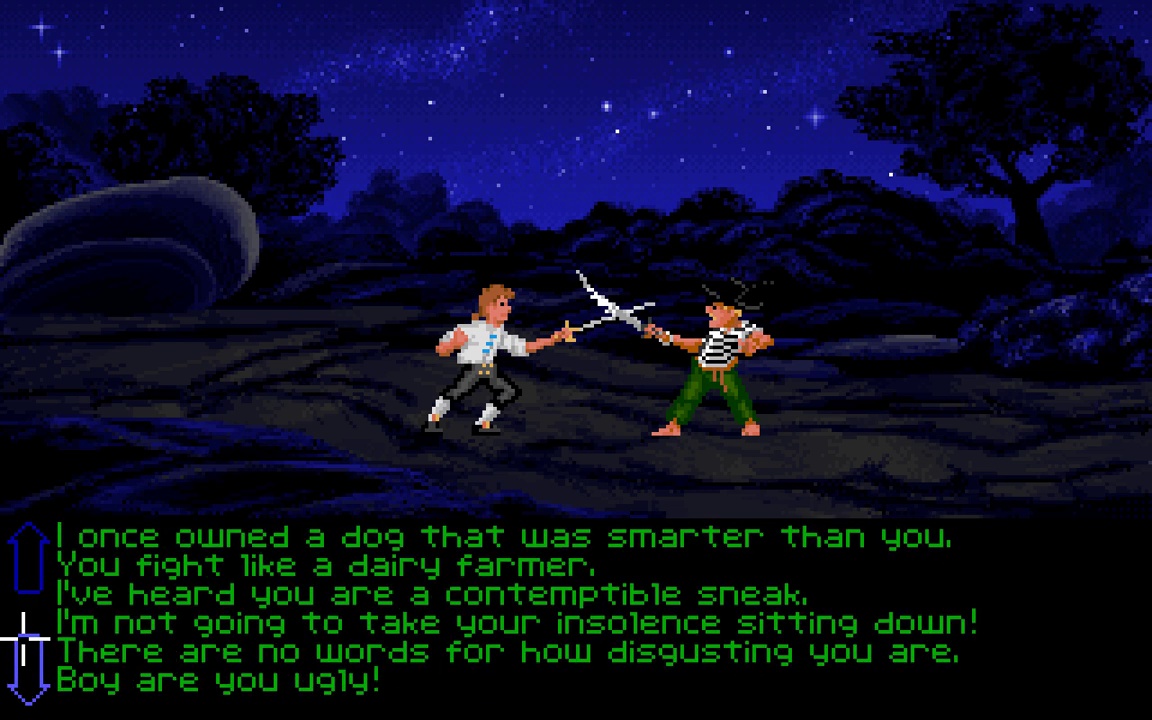 I once owned a dog that was smarter than you.
You fight like a dairy farmer.
I've heard you are a contemptible sneak.
I'm not going to take your insolence sitting down!
There are no words for how disgusting you are.
Boy are you ugly!